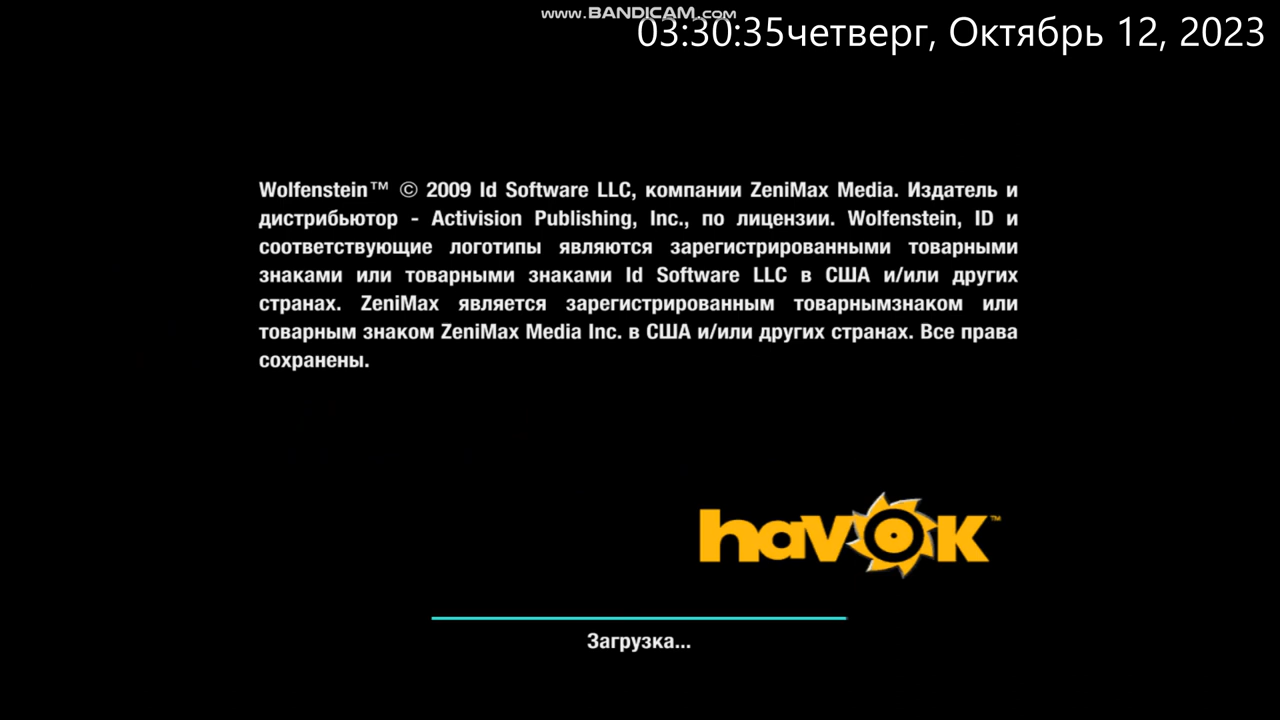 www.BANDICAM.com
03:30:35четверг, Октябрь 12, 2023
Wolfenstein™ © 2009 Id Software LLC, компании ZeniMax Media. Издатель и
дистрибьютор - Activision Publishing, Inc., по лицензии. Wolfenstein, ID и
соответствующие логотипы являются зарегистрированными товарными
знаками или товарными знаками Id Software LLC в США и/или других
странах. ZeniMax является зарегистрированным товарнымзнаком или
товарным знаком ZeniMax Media Inc. в США и/или других странах. Все права
сохранены.
havok™
Загрузка...